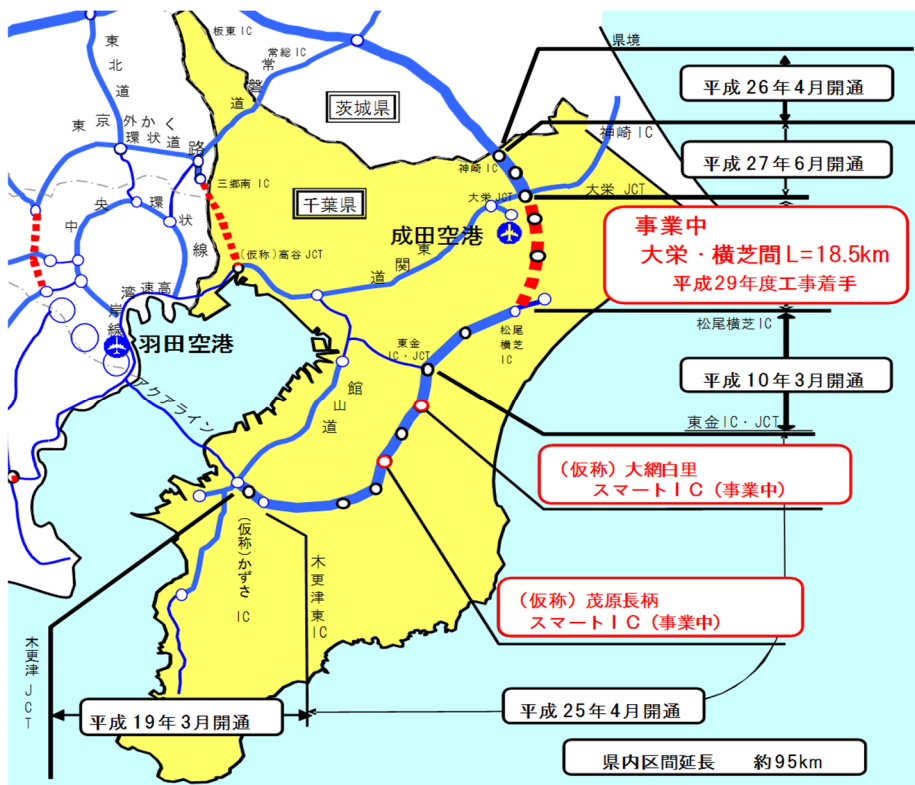 板東IC
常総IC
県境
東北道
常磐道
平成26年4月開通
茨城県
東京外かく環状道路
神崎IC
神崎IC
平成27年6月開通
三郷南IC
千葉県
大栄JCT
大栄JCT
中央環状線
成田空港
事業中
大栄・横芝間L=18.5km
平成29年度工事着手
(仮称)高谷JCT
東関道
高速湾岸線
羽田空港
松尾横芝IC
松尾横芝IC
東金
IC・JCT
平成10年3月開通
アクアライン
館山道
東金IC・JCT
(仮称)大網白里
スマートIC(事業中)
(仮称)かずさIC
木更津東IC
(仮称)茂原長柄
スマートIC(事業中)
木更津JCT
平成19年3月開通
平成25年4月開通
県内区間延長 約95km